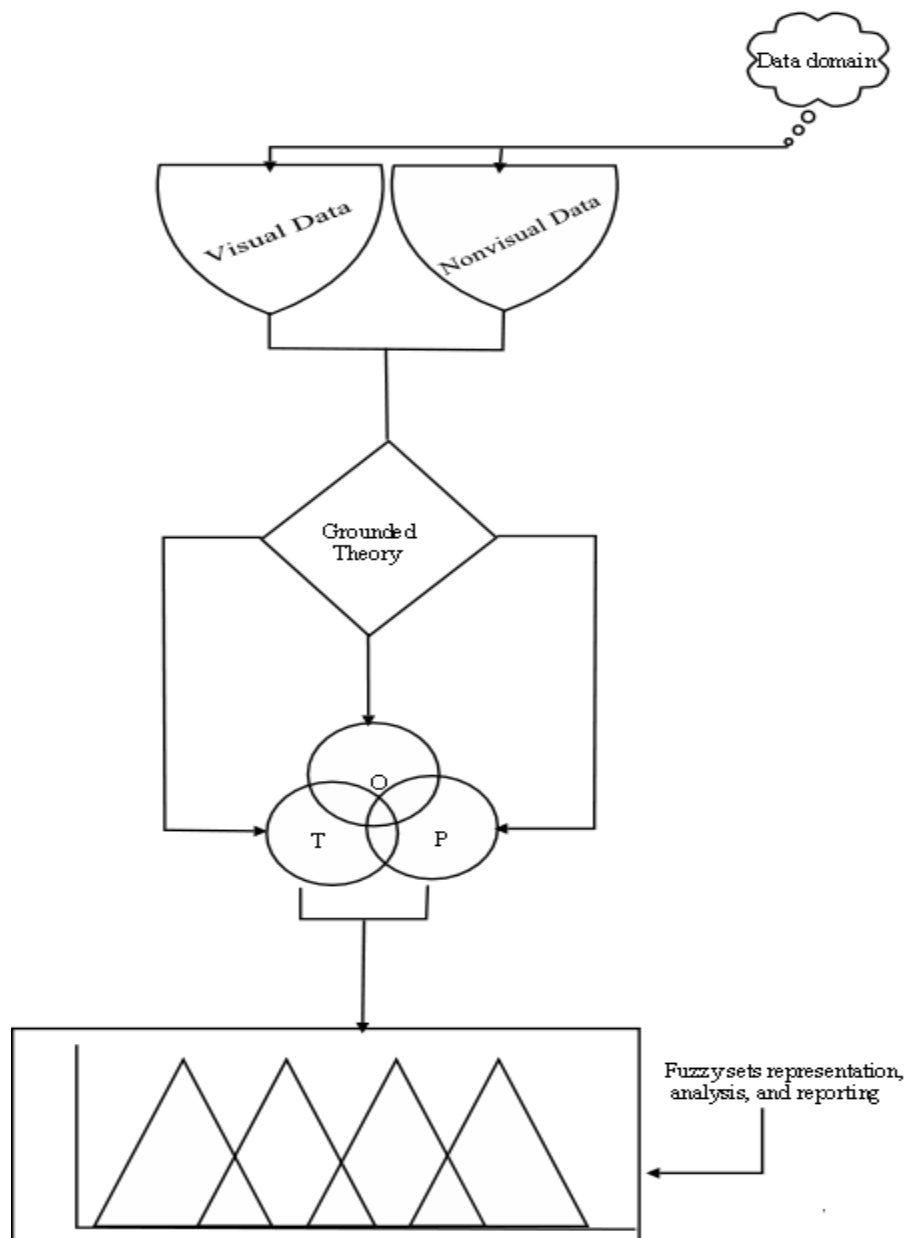 Data domain
Visual Data
Nonvisual Data
Grounded
Theory
O
T
P
Fuzzy sets representation,
analysis, and reporting